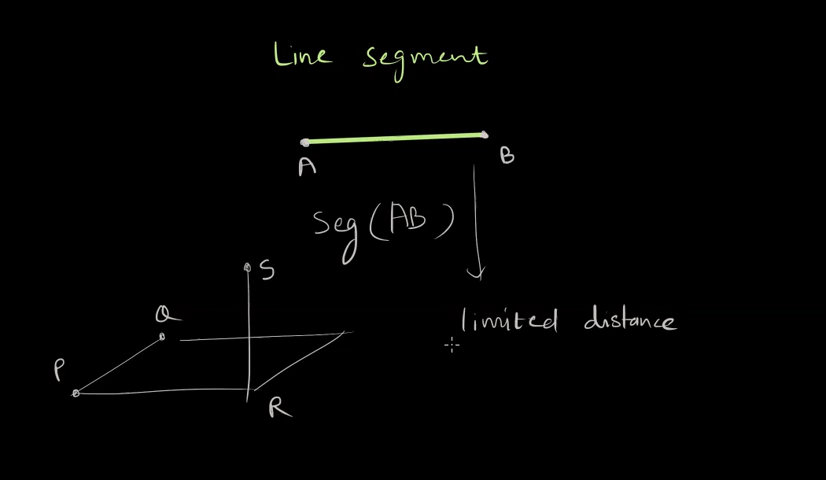 Line segment
A
B
Seg (AB)
S
Q
limited distance
P
R